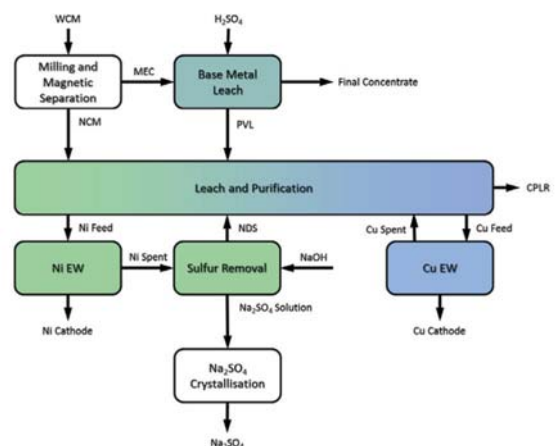 WCM
H₂SO₄
Milling and
Magnetic
Separation
MEC
Base Metal
Leach
Final Concentrate
NCM
PVL
Leach and Purification
CPLR
Ni Feed
NDS
Cu Spent
Cu Feed
Ni EW
Ni Spent
Sulfur Removal
NaOH
Cu EW
Ni Cathode
Na₂SO₄ Solution
Cu Cathode
Na₂SO₄
Crystallisation
Na₂SO₄